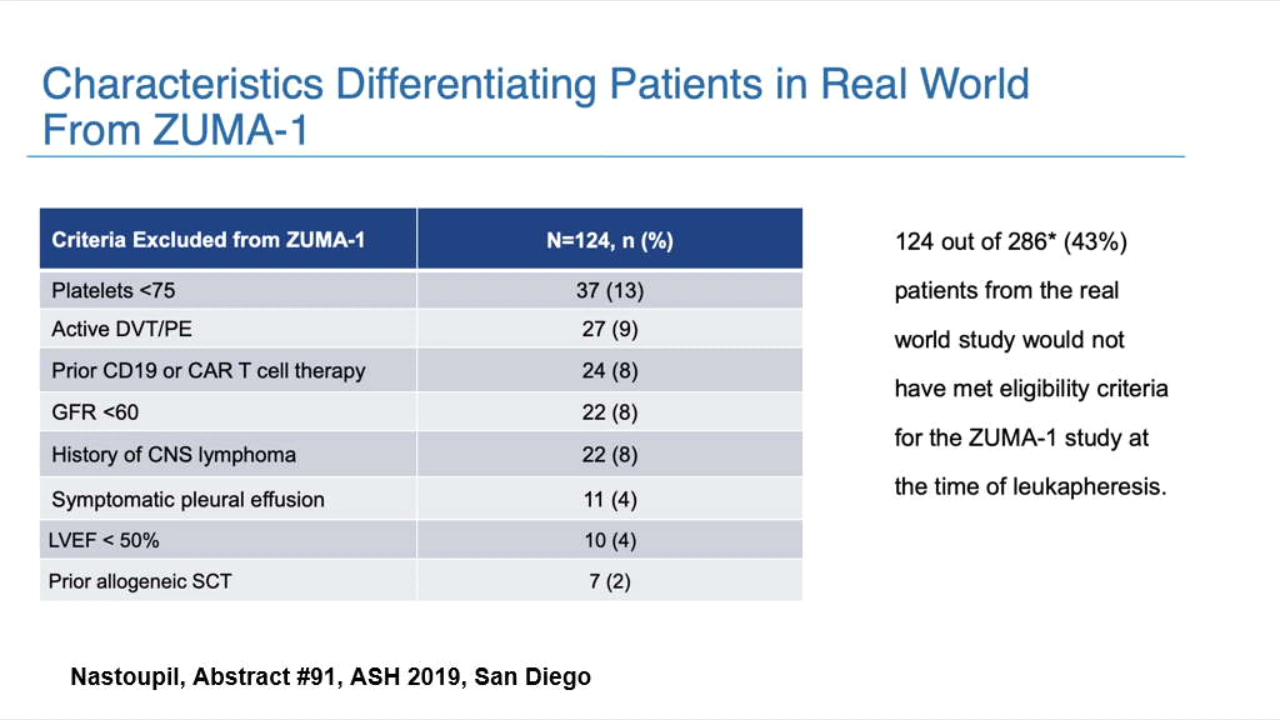 Characteristics Differentiating Patients in Real World
From ZUMA-1
Criteria Excluded from ZUMA-1 N=124, n (%)
Platelets <75 37 (13)
Active DVT/PE 27 (9)
Prior CD19 or CAR T cell therapy 24 (8)
GFR <60 22 (8)
History of CNS lymphoma 22 (8)
Symptomatic pleural effusion 11 (4)
LVEF < 50% 10 (4)
Prior allogeneic SCT 7 (2)
124 out of 286* (43%)
patients from the real
world study would not
have met eligibility criteria
for the ZUMA-1 study at
the time of leukapheresis.
Nastoupil, Abstract #91, ASH 2019, San Diego